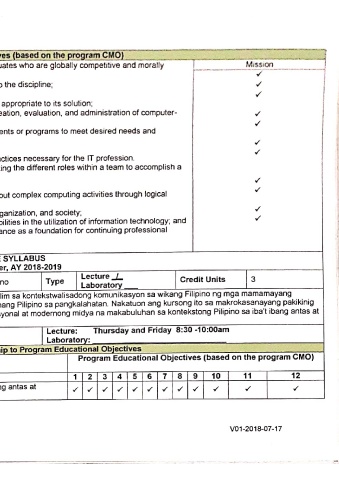 ves (based on the program CMO)
uates who are globally competitive and morally
Mission
✓
o the discipline;
✓
✓
appropriate to its solution;
eation, evaluation, and administration of computer-
✓
✓
ents or programs to meet desired needs and
✓
ctices necessary for the IT profession.
✓
ing the different roles within a team to accomplish a
✓
out complex computing activities through logical
✓
ganization, and society;
✓
bilities in the utilization of information technology; and
✓
ance as a foundation for continuing professional
SYLLABUS
er, AY 2018-2019
no Type Lecture _/_ Laboratory ___ Credit Units 3
lim sa kontekstwalisadong komunikasyon sa wikang Filipino ng mga mamamayang
ang Pilipino sa pangkalahatan. Nakatuon ang kursong ito sa makrokasanayang pakikinig
syonal at modernong midya na makabuluhan sa kontekstong Pilipino sa iba't ibang antas at
Lecture: Thursday and Friday 8:30 -10:00am
Laboratory:
ip to Program Educational Objectives
Program Educational Objectives (based on the program CMO)
1 2 3 4 5 6 7 8 9 10 11 12
ng antas at ✓ ✓ ✓ ✓ ✓ ✓ ✓ ✓ ✓ ✓ ✓ ✓
V01-2018-07-17